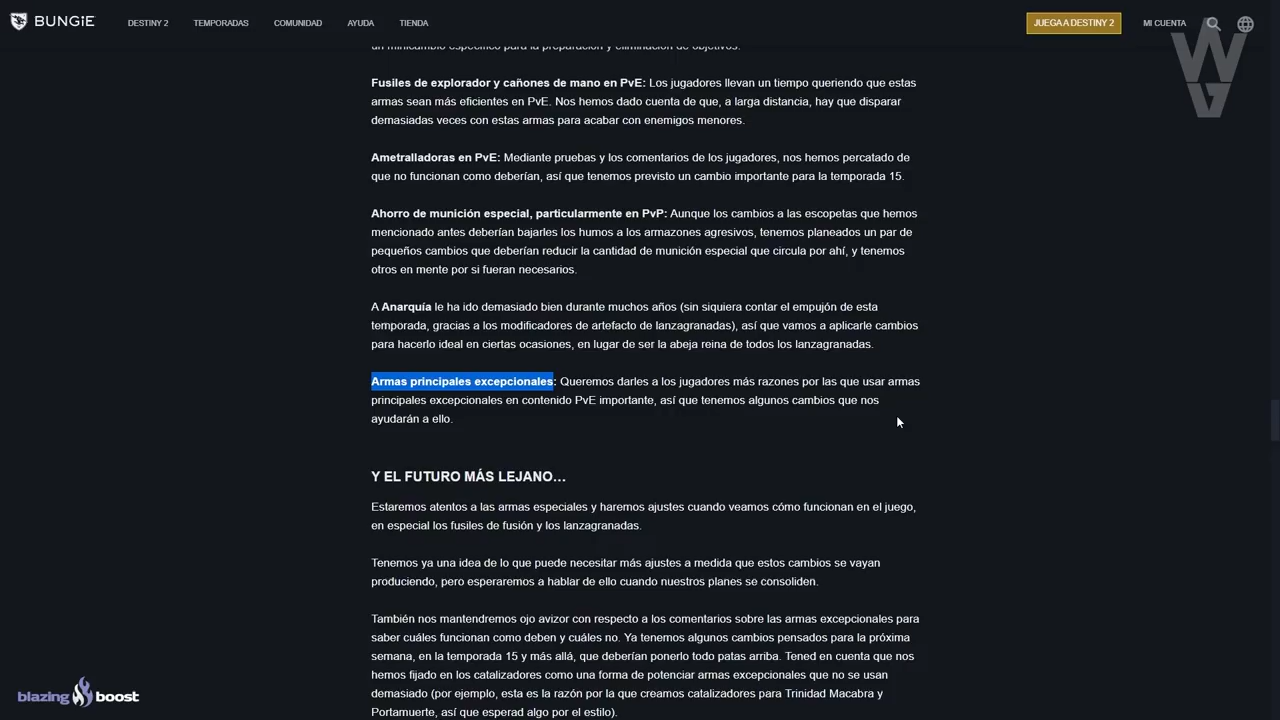 BUNGiE
DESTINY 2
TEMPORADAS
COMUNIDAD
AYUDA
TIENDA
JUEGA A DESTINY 2
MI CUENTA
un minicambio específico para la preparación y eliminación de objetivos.
Fusiles de explorador y cañones de mano en PvE: Los jugadores llevan un tiempo queriendo que estas
armas sean más eficientes en PvE. Nos hemos dado cuenta de que, a larga distancia, hay que disparar
demasiadas veces con estas armas para acabar con enemigos menores.
Ametralladoras en PvE: Mediante pruebas y los comentarios de los jugadores, nos hemos percatado de
que no funcionan como deberían, así que tenemos previsto un cambio importante para la temporada 15.
Ahorro de munición especial, particularmente en PvP: Aunque los cambios a las escopetas que hemos
mencionado antes deberían bajarles los humos a los armazones agresivos, tenemos planeados un par de
pequeños cambios que deberían reducir la cantidad de munición especial que circula por ahí, y tenemos
otros en mente por si fueran necesarios.
A Anarquía le ha ido demasiado bien durante muchos años (sin siquiera contar el empujón de esta
temporada, gracias a los modificadores de artefacto de lanzagranadas), así que vamos a aplicarle cambios
para hacerlo ideal en ciertas ocasiones, en lugar de ser la abeja reina de todos los lanzagranadas.
Armas principales excepcionales: Queremos darles a los jugadores más razones por las que usar armas
principales excepcionales en contenido PvE importante, así que tenemos algunos cambios que nos
ayudarán a ello.
Y EL FUTURO MÁS LEJANO…
Estaremos atentos a las armas especiales y haremos ajustes cuando veamos cómo funcionan en el juego,
en especial los fusiles de fusión y los lanzagranadas.
Tenemos ya una idea de lo que puede necesitar más ajustes a medida que estos cambios se vayan
produciendo, pero esperaremos a hablar de ello cuando nuestros planes se consoliden.
También nos mantendremos ojo avizor con respecto a los comentarios sobre las armas excepcionales para
saber cuáles funcionan como deben y cuáles no. Ya tenemos algunos cambios pensados para la próxima
semana, en la temporada 15 y más allá, que deberían ponerlo todo patas arriba. Tened en cuenta que nos
hemos fijado en los catalizadores como una forma de potenciar armas excepcionales que no se usan
demasiado (por ejemplo, esta es la razón por la que creamos catalizadores para Trinidad Macabra y
Portamuerte, así que esperad algo por el estilo).
blazing boost